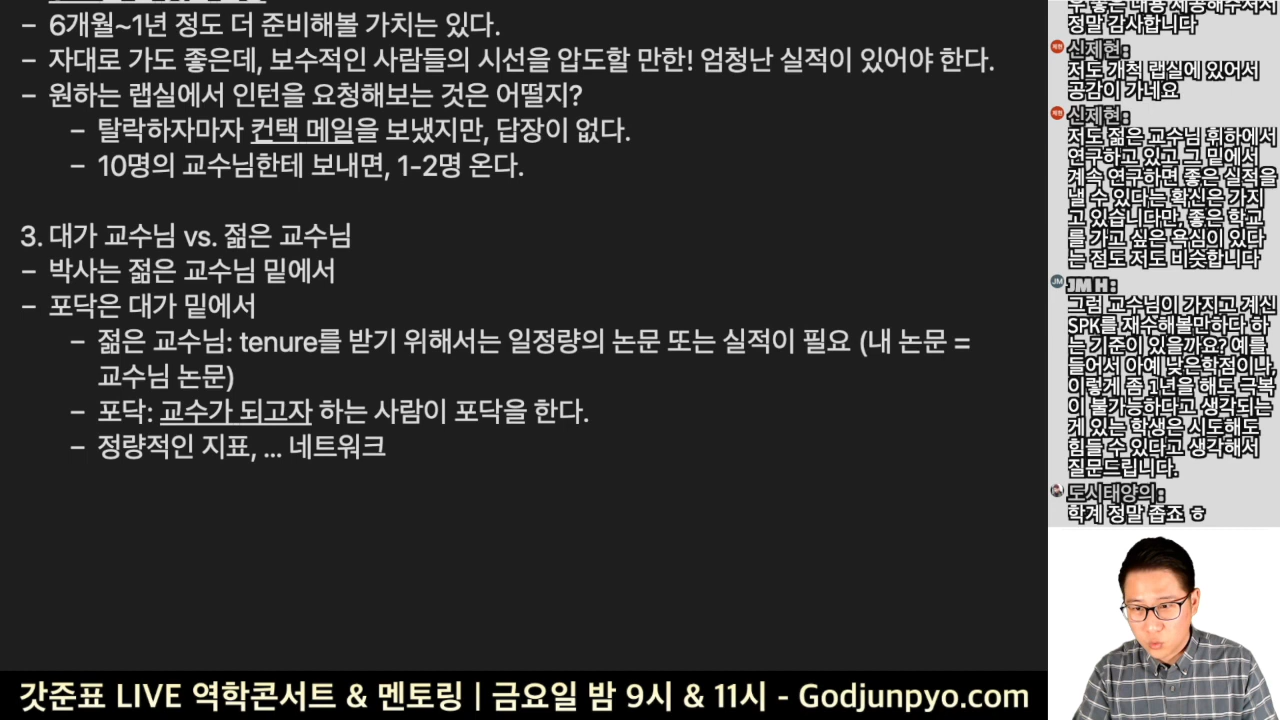 – 6개월~1년 정도 더 준비해볼 가치는 있다.
– 자대로 가도 좋은데, 보수적인 사람들의 시선을 압도할 만한! 엄청난 실적이 있어야 한다.
– 원하는 랩실에서 인턴을 요청해보는 것은 어떨지?
– 탈락하자마자 컨택 메일을 보냈지만, 답장이 없다.
– 10명의 교수님한테 보내면, 1-2명 온다.
3. 대가 교수님 vs. 젊은 교수님
– 박사는 젊은 교수님 밑에서
– 포닥은 대가 밑에서
– 젊은 교수님: tenure를 받기 위해서는 일정량의 논문 또는 실적이 필요 (내 논문 =
교수님 논문)
– 포닥: 교수가 되고자 하는 사람이 포닥을 한다.
– 정량적인 지표, ... 네트워크
정말 감사합니다
신제현:
저도 개척 랩실에 있어서
공감이 가네요
신제현:
저도 젊은 교수님 휘하에서
연구하고 있고 그 밑에서
계속 연구하면 좋은 실적을
낼 수 있다는 확신은 가지
고 있습니다만, 좋은 학교
를 가고 싶은 욕심이 있다
는 점도 저도 비슷합니다
JM
JM H:
그럼 교수님이 가지고 계신
SPK를 재수해볼만하다 하
는 기준이 있을까요? 예를
들어서 아예 낮은학점이나,
이렇게 좀 1년을 해도 극복
이 불가능하다고 생각되는
게 있는 학생은 시도해도
힘들 수 있다고 생각해서
질문드립니다.
도시태양의:
학계 정말 좁죠 ㅎ
갓준표 LIVE 역학콘서트 & 멘토링 | 금요일 밤 9시 & 11시 - Godjunpyo.com